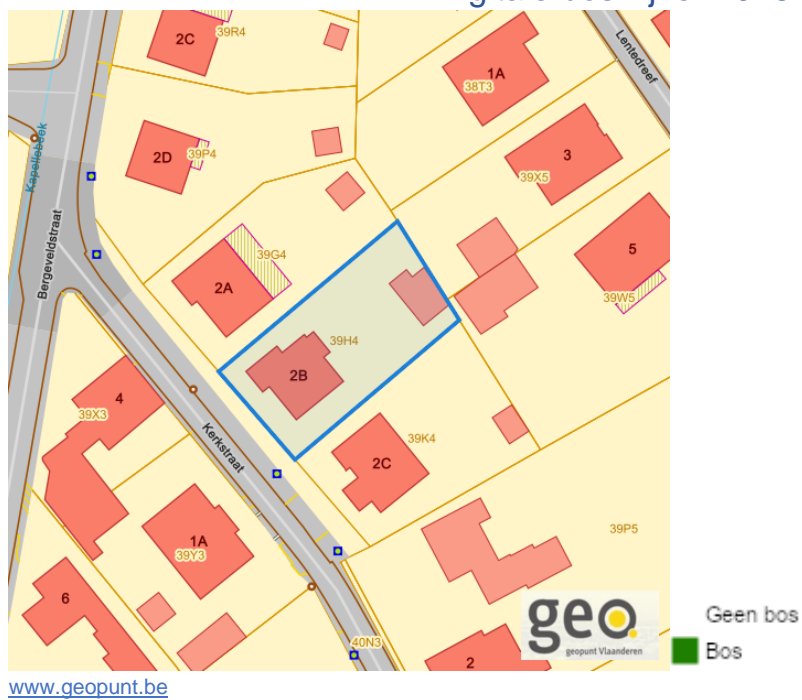 2C
39R4
Lentedreef
1A
38T3
Kapellebeek
2D
39P4
3
39X5
Bergeveldstraat
39G4
2A
5
39W5
39H4
2B
4
39X3
Kerkstraat
39K4
2C
1A
39Y3
39P5
6
40N3
2
geo.
geopunt Vlaanderen
Geen bos
Bos
www.geopunt.be